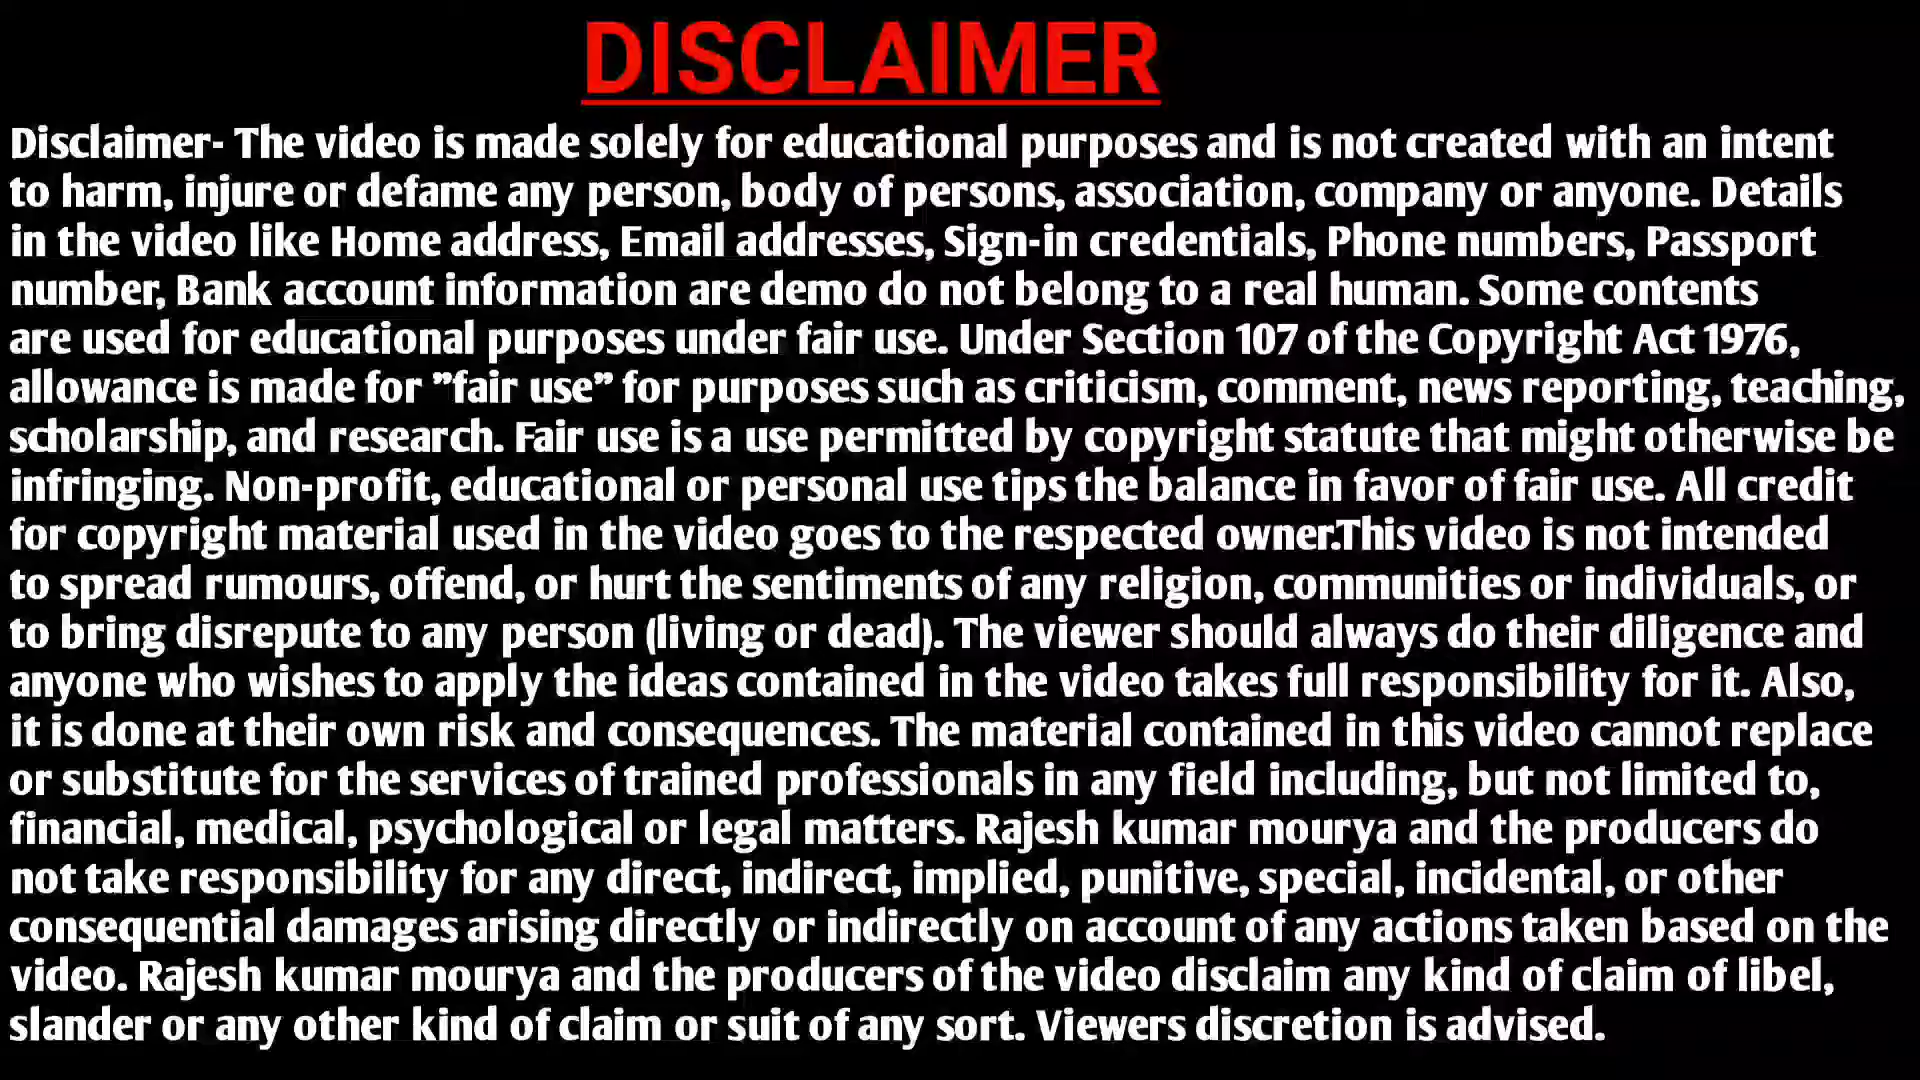 DISCLAIMER
Disclaimer- The video is made solely for educational purposes and is not created with an intent
to harm, injure or defame any person, body of persons, association, company or anyone. Details
in the video like Home address, Email addresses, Sign-in credentials, Phone numbers, Passport
number, Bank account information are demo do not belong to a real human. Some contents
are used for educational purposes under fair use. Under Section 107 of the Copyright Act 1976,
allowance is made for ”fair use” for purposes such as criticism, comment, news reporting, teaching,
scholarship, and research. Fair use is a use permitted by copyright statute that might otherwise be
infringing. Non-profit, educational or personal use tips the balance in favor of fair use. All credit
for copyright material used in the video goes to the respected owner.This video is not intended
to spread rumours, offend, or hurt the sentiments of any religion, communities or individuals, or
to bring disrepute to any person (living or dead). The viewer should always do their diligence and
anyone who wishes to apply the ideas contained in the video takes full responsibility for it. Also,
it is done at their own risk and consequences. The material contained in this video cannot replace
or substitute for the services of trained professionals in any field including, but not limited to,
financial, medical, psychological or legal matters. Rajesh kumar mourya and the producers do
not take responsibility for any direct, indirect, implied, punitive, special, incidental, or other
consequential damages arising directly or indirectly on account of any actions taken based on the
video. Rajesh kumar mourya and the producers of the video disclaim any kind of claim of libel,
slander or any other kind of claim or suit of any sort. Viewers discretion is advised.